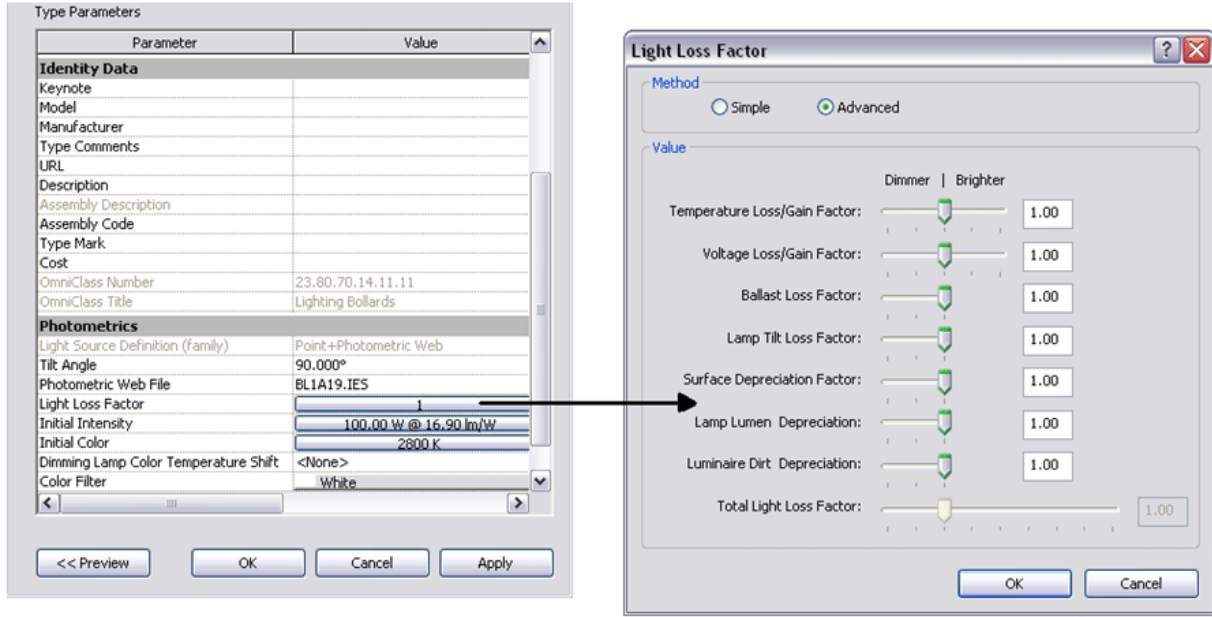 Type Parameters
Parameter Value
Identity Data
Keynote
Model
Manufacturer
Type Comments
URL
Description
Assembly Description
Assembly Code
Type Mark
Cost
OmniClass Number 23.80.70.14.11.11
OmniClass Title Lighting Bollards
Photometrics
Light Source Definition (family) Point+Photometric Web
Tilt Angle 90.000°
Photometric Web File BL1A19.IES
Light Loss Factor 1
Initial Intensity 100.00 W @ 16.90 lm/W
Initial Color 2800 K
Dimming Lamp Color Temperature Shift <None>
Color Filter White
<< Preview OK Cancel Apply
Light Loss Factor
Method
Simple Advanced
Value
Dimmer | Brighter
Temperature Loss/Gain Factor: 1.00
Voltage Loss/Gain Factor: 1.00
Ballast Loss Factor: 1.00
Lamp Tilt Loss Factor: 1.00
Surface Depreciation Factor: 1.00
Lamp Lumen Depreciation: 1.00
Luminaire Dirt Depreciation: 1.00
Total Light Loss Factor: 1.00
OK Cancel